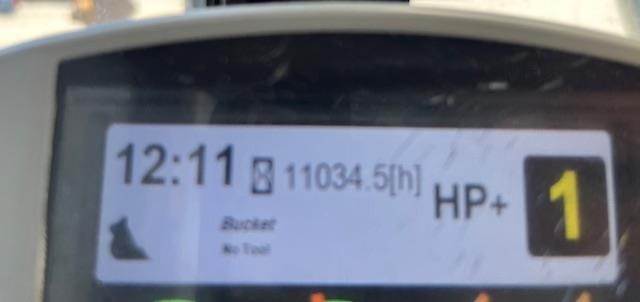 12:11 11034.5[h] HP+ 1
Bucket
No Tool